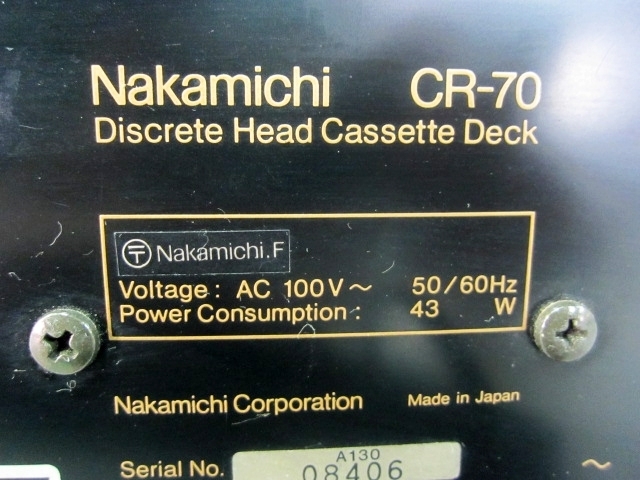 Nakamichi CR-70
Discrete Head Cassette Deck
〒 Nakamichi.F
Voltage : AC 100 V ~ 50/60Hz
Power Consumption : 43 W
Nakamichi Corporation Made in Japan
A130
Serial No. 08406 ~